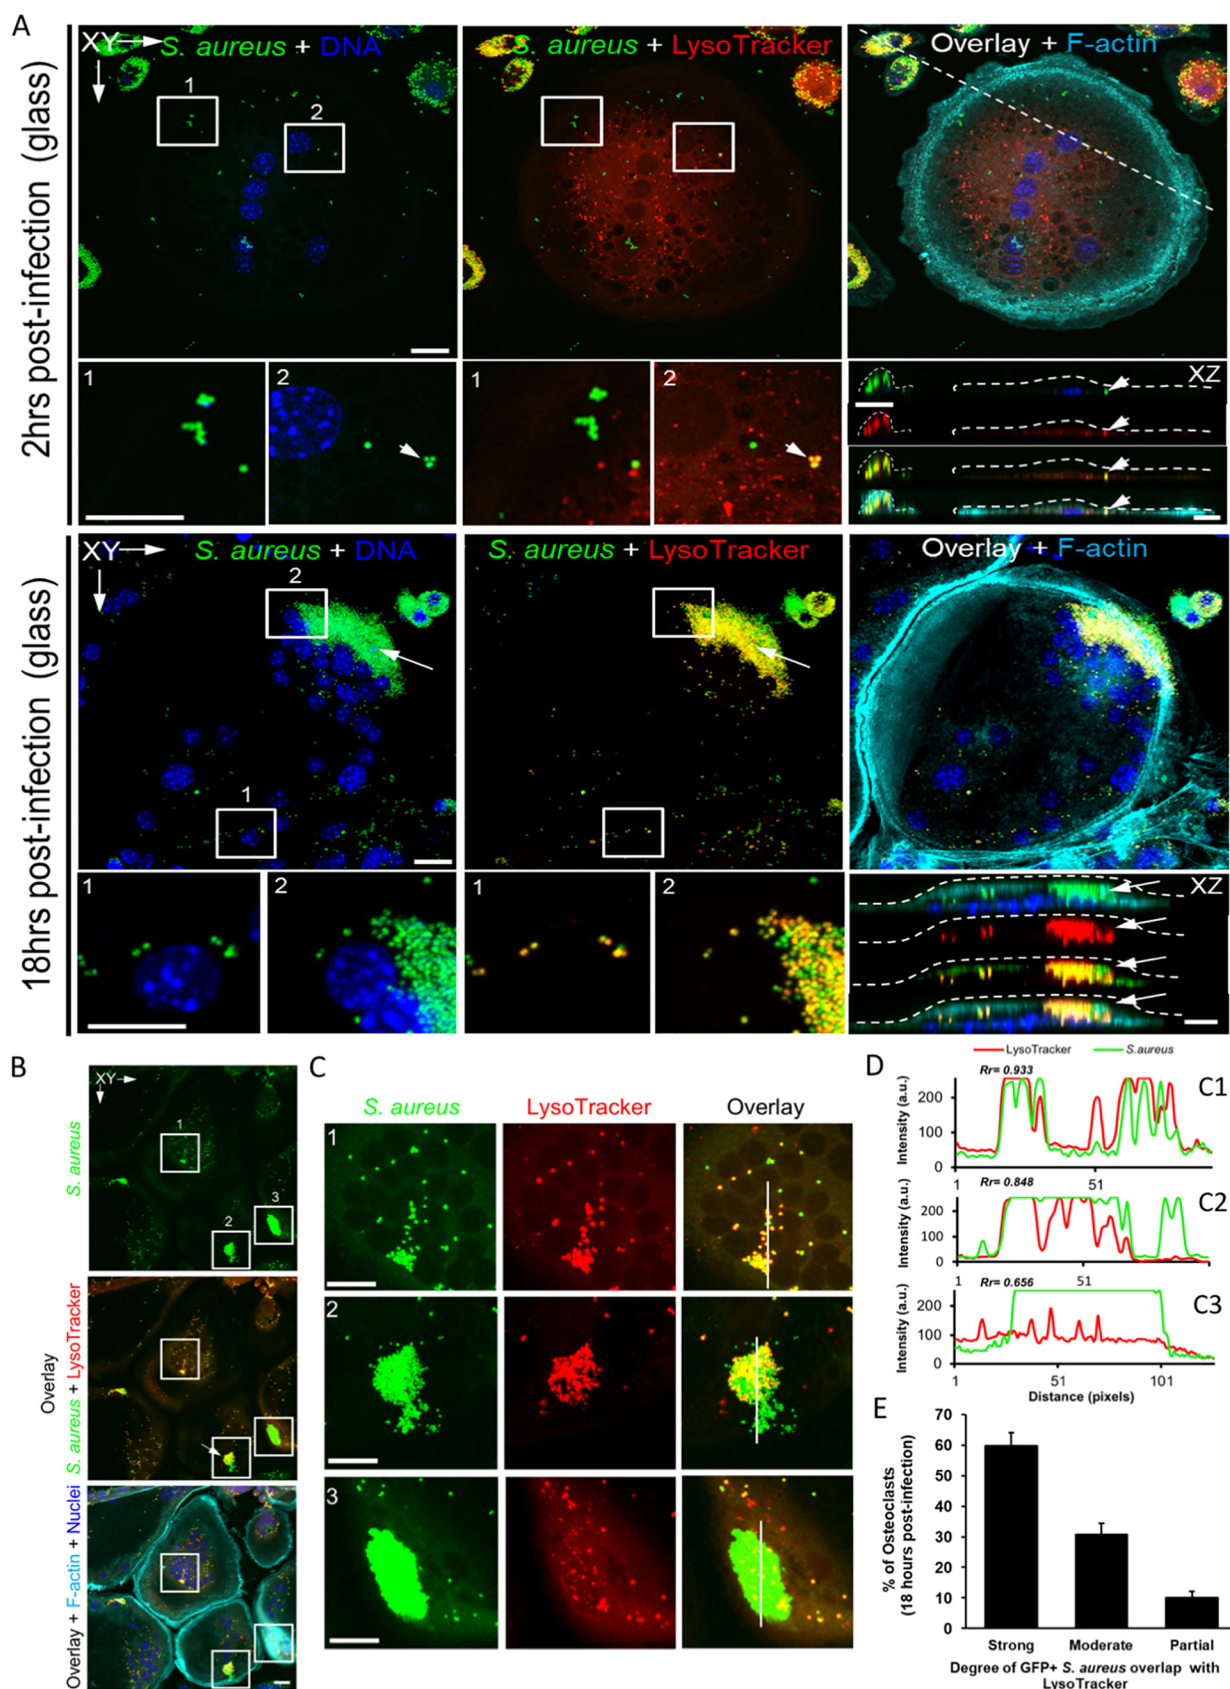 A
2hrs post-infection (glass)
XY
S. aureus + DNA
S. aureus + LysoTracker
Overlay + F-actin
1
2
1
2
1
2
XZ
18hrs post-infection (glass)
XY
S. aureus + DNA
S. aureus + LysoTracker
Overlay + F-actin
2
1
1
2
1
2
XZ
B
XY
S. aureus
1
2
3
Overlay
S. aureus + LysoTracker
Overlay + F-actin + Nuclei
C
S. aureus
LysoTracker
Overlay
1
2
3
D
LysoTracker
S.aureus
Rr= 0.933
C1
Intensity (a.u.)
200
100
0
1
51
Rr= 0.848
C2
Intensity (a.u.)
200
100
0
1
51
Rr= 0.656
C3
Intensity (a.u.)
200
100
0
1
51
101
Distance (pixels)
E
% of Osteoclasts
(18 hours post-infection)
70
60
50
40
30
20
10
0
Strong
Moderate
Partial
Degree of GFP+ S. aureus overlap with
LysoTracker